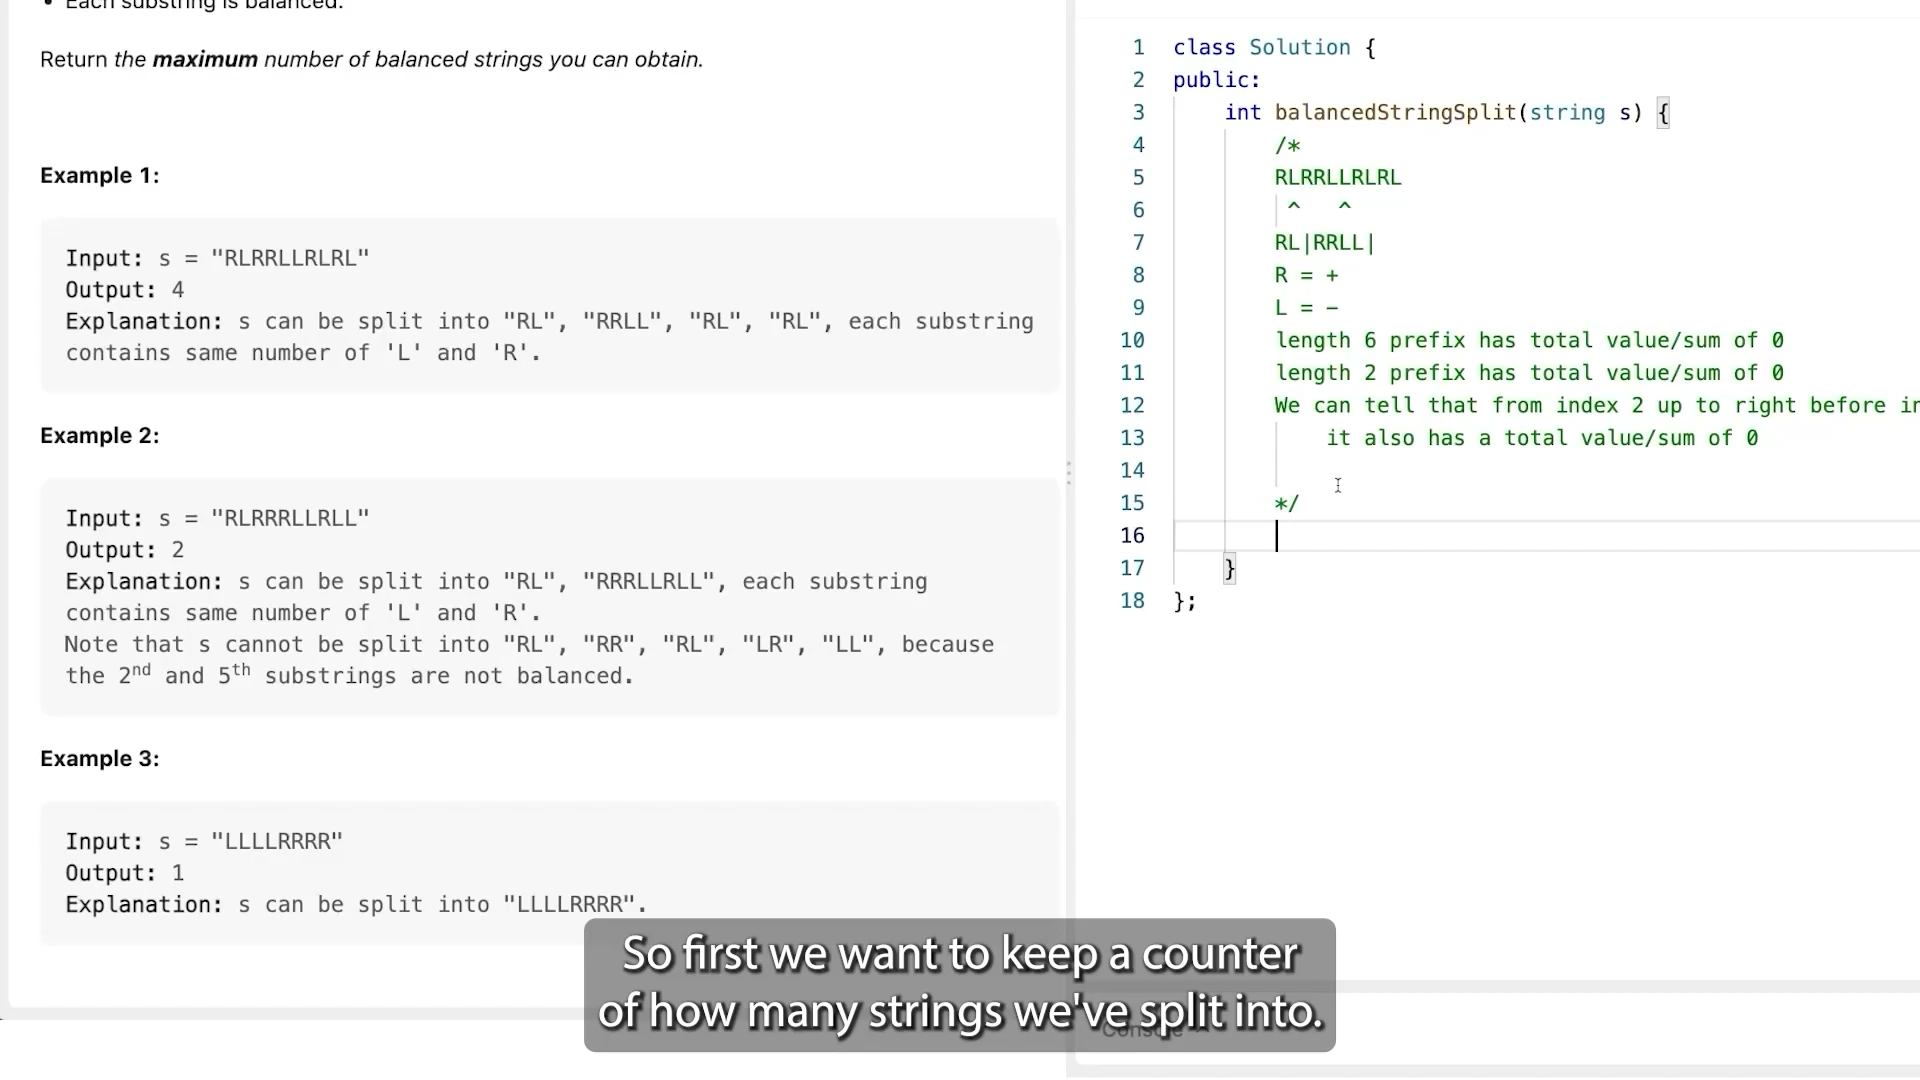 • Each substring is balanced.
Return the maximum number of balanced strings you can obtain.
Example 1:
Input: s = "RLRRLLRLRL"
Output: 4
Explanation: s can be split into "RL", "RRLL", "RL", "RL", each substring
contains same number of 'L' and 'R'.
Example 2:
Input: s = "RLRRRLLRLL"
Output: 2
Explanation: s can be split into "RL", "RRRLLRLL", each substring
contains same number of 'L' and 'R'.
Note that s cannot be split into "RL", "RR", "RL", "LR", "LL", because
the 2nd and 5th substrings are not balanced.
Example 3:
Input: s = "LLLLRRRR"
Output: 1
Explanation: s can be split into "LLLLRRRR".
1 class Solution {
2 public:
3 int balancedStringSplit(string s) {
4 /*
5 RLRRLLRLRL
6 ^ ^
7 RL|RRLL|
8 R = +
9 L = -
10 length 6 prefix has total value/sum of 0
11 length 2 prefix has total value/sum of 0
12 We can tell that from index 2 up to right before
13 it also has a total value/sum of 0
14
15 */
16
17 }
18 };
So first we want to keep a counter
of how many strings we've split into.
Console